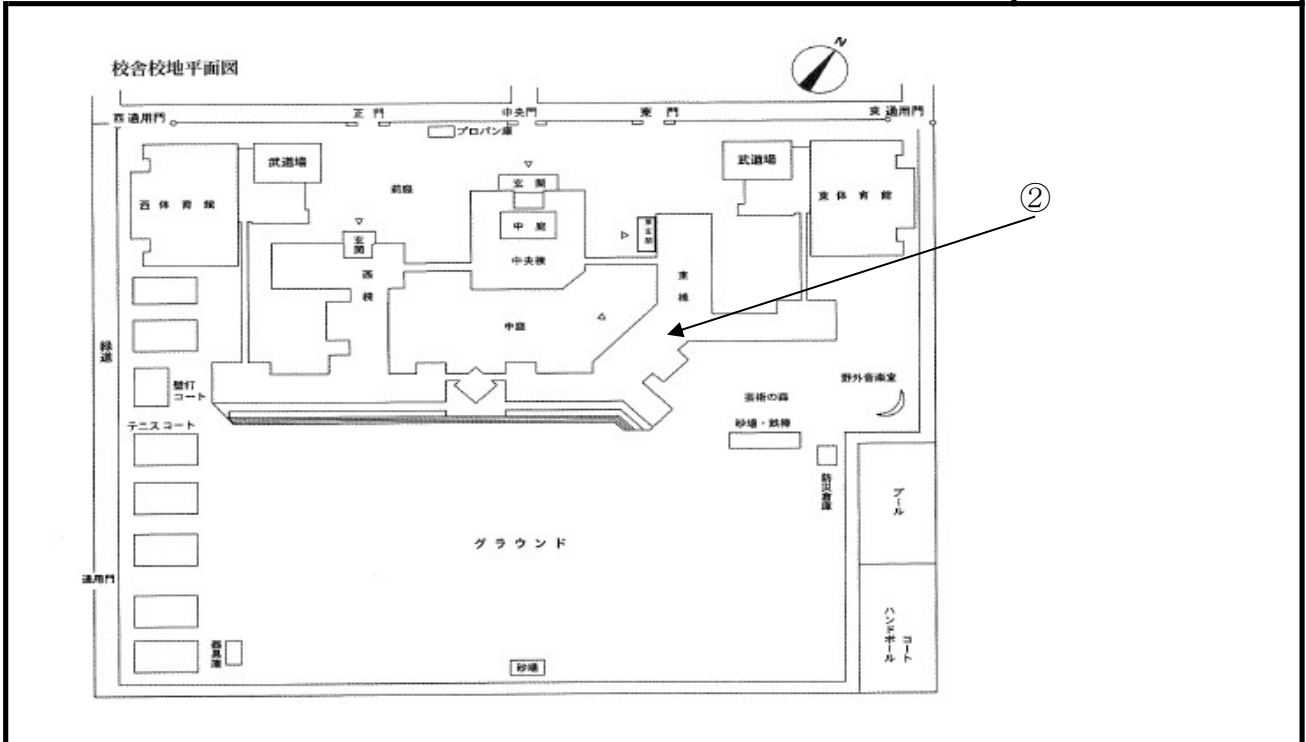 校舎校地平面図
N
正門
中央門
東門
西通用門
東通用門
プロパン庫
武道場
武道場
玄関
前庭
西体育館
東体育館
②
中庭
玄関
東玄関
中央棟
西棟
東棟
中庭
緑道
壁打
コート
野外音楽堂
芸術の森
テニスコート
砂場・鉄棒
防災倉庫
プール
グラウンド
通用門
ハンドボール
コート
器具庫
砂場